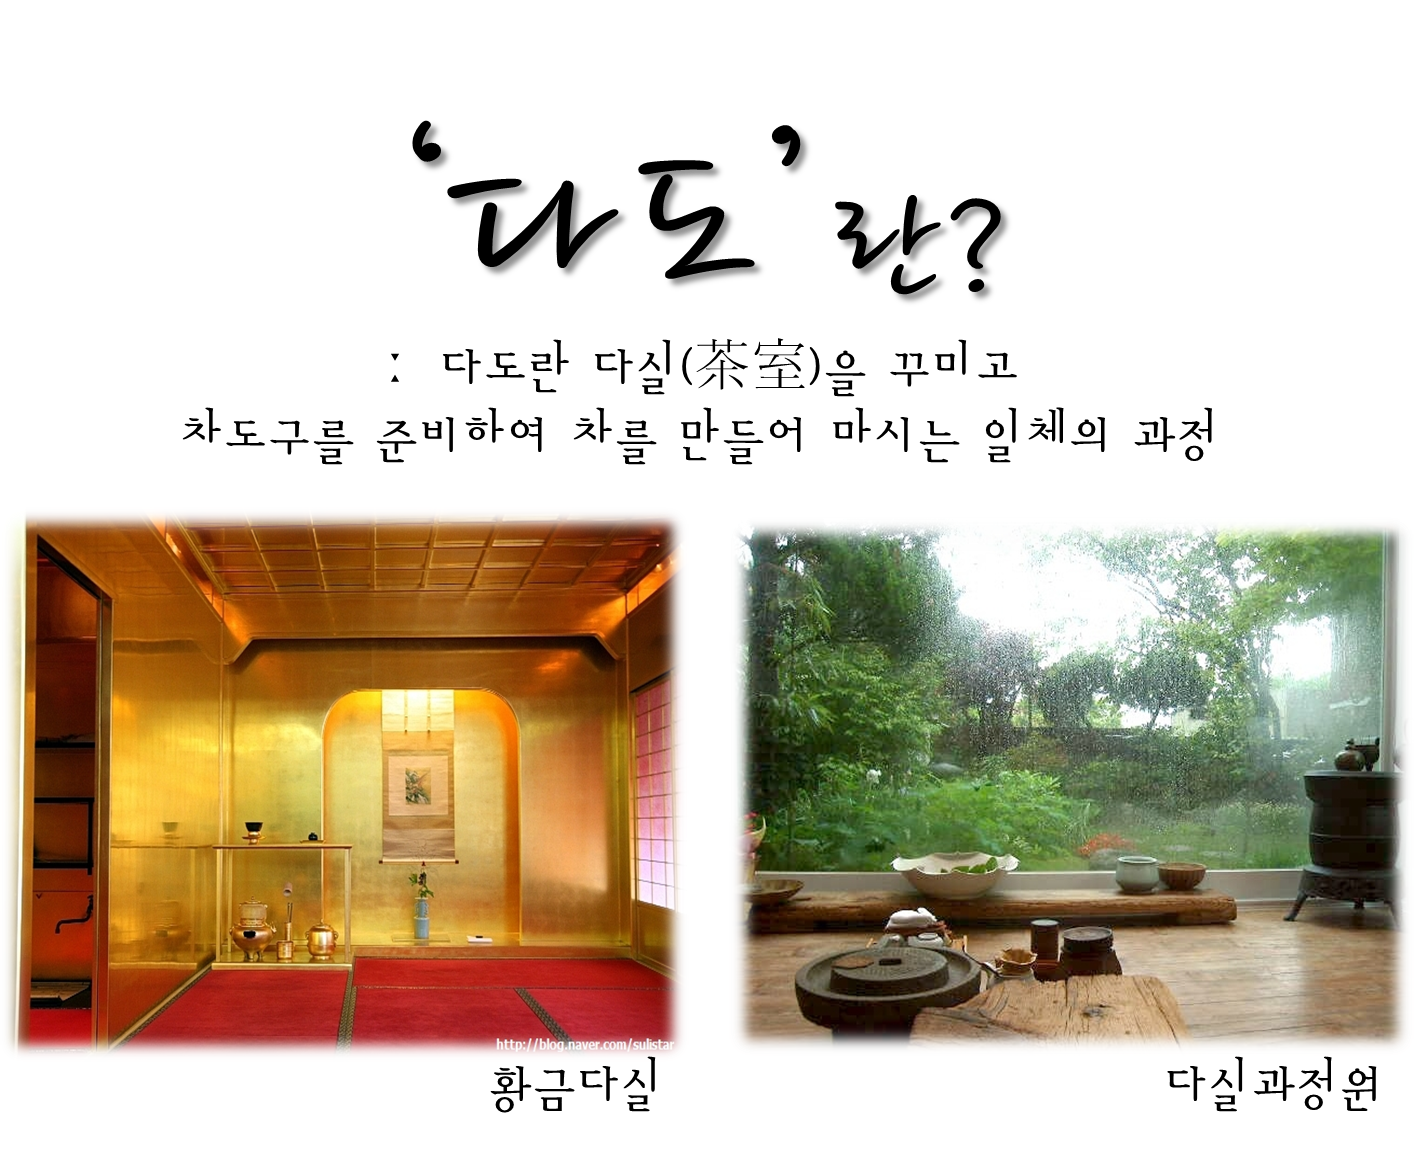 ‘다도’란?
: 다도란 다실(茶室)을 꾸미고
차도구를 준비하여 차를 만들어 마시는 일체의 과정
http://blog.naver.com/sulistar
황금다실
다실과정원